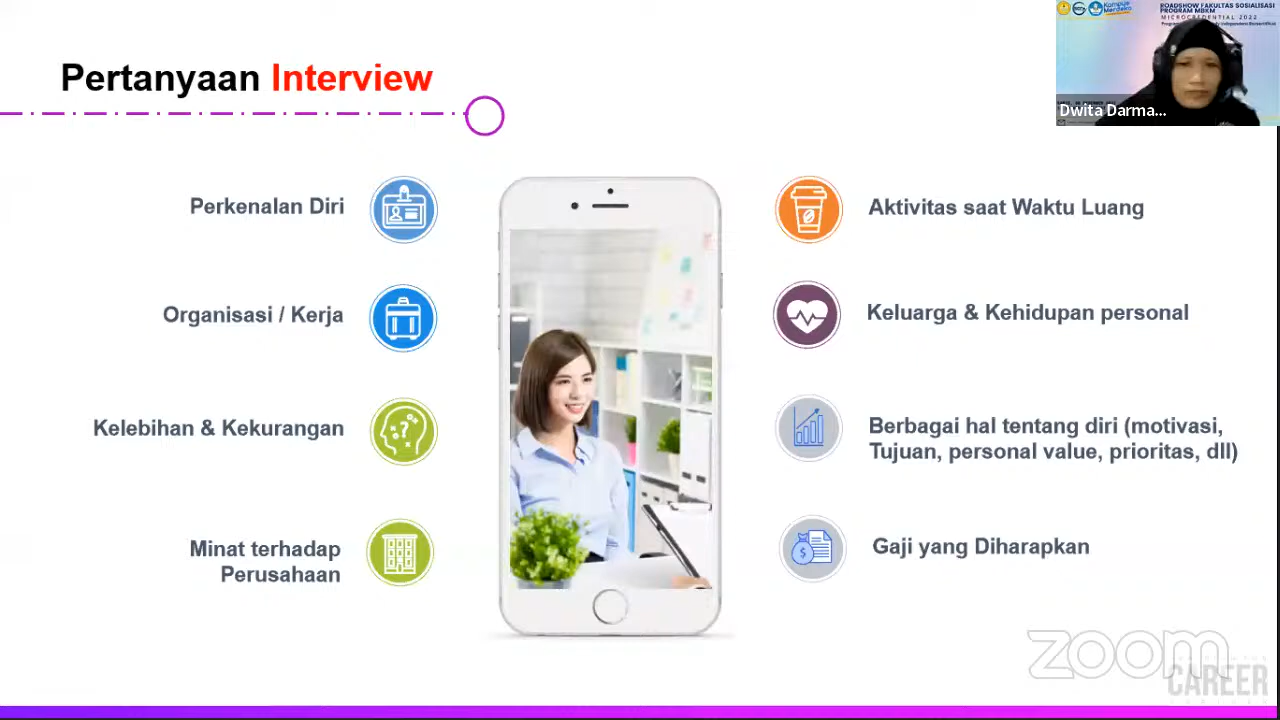 Pertanyaan Interview
Perkenalan Diri
Organisasi / Kerja
Kelebihan & Kekurangan
Minat terhadap
Perusahaan
Aktivitas saat Waktu Luang
Keluarga & Kehidupan personal
Berbagai hal tentang diri (motivasi,
Tujuan, personal value, prioritas, dll)
Gaji yang Diharapkan
Kampus
Merdeka
ROADSHOW FAKULTAS SOSIALISASI
PROGRAM MBKM
MICROCREDENTIAL 2022
Dwita Darma...
zoom
CAREER